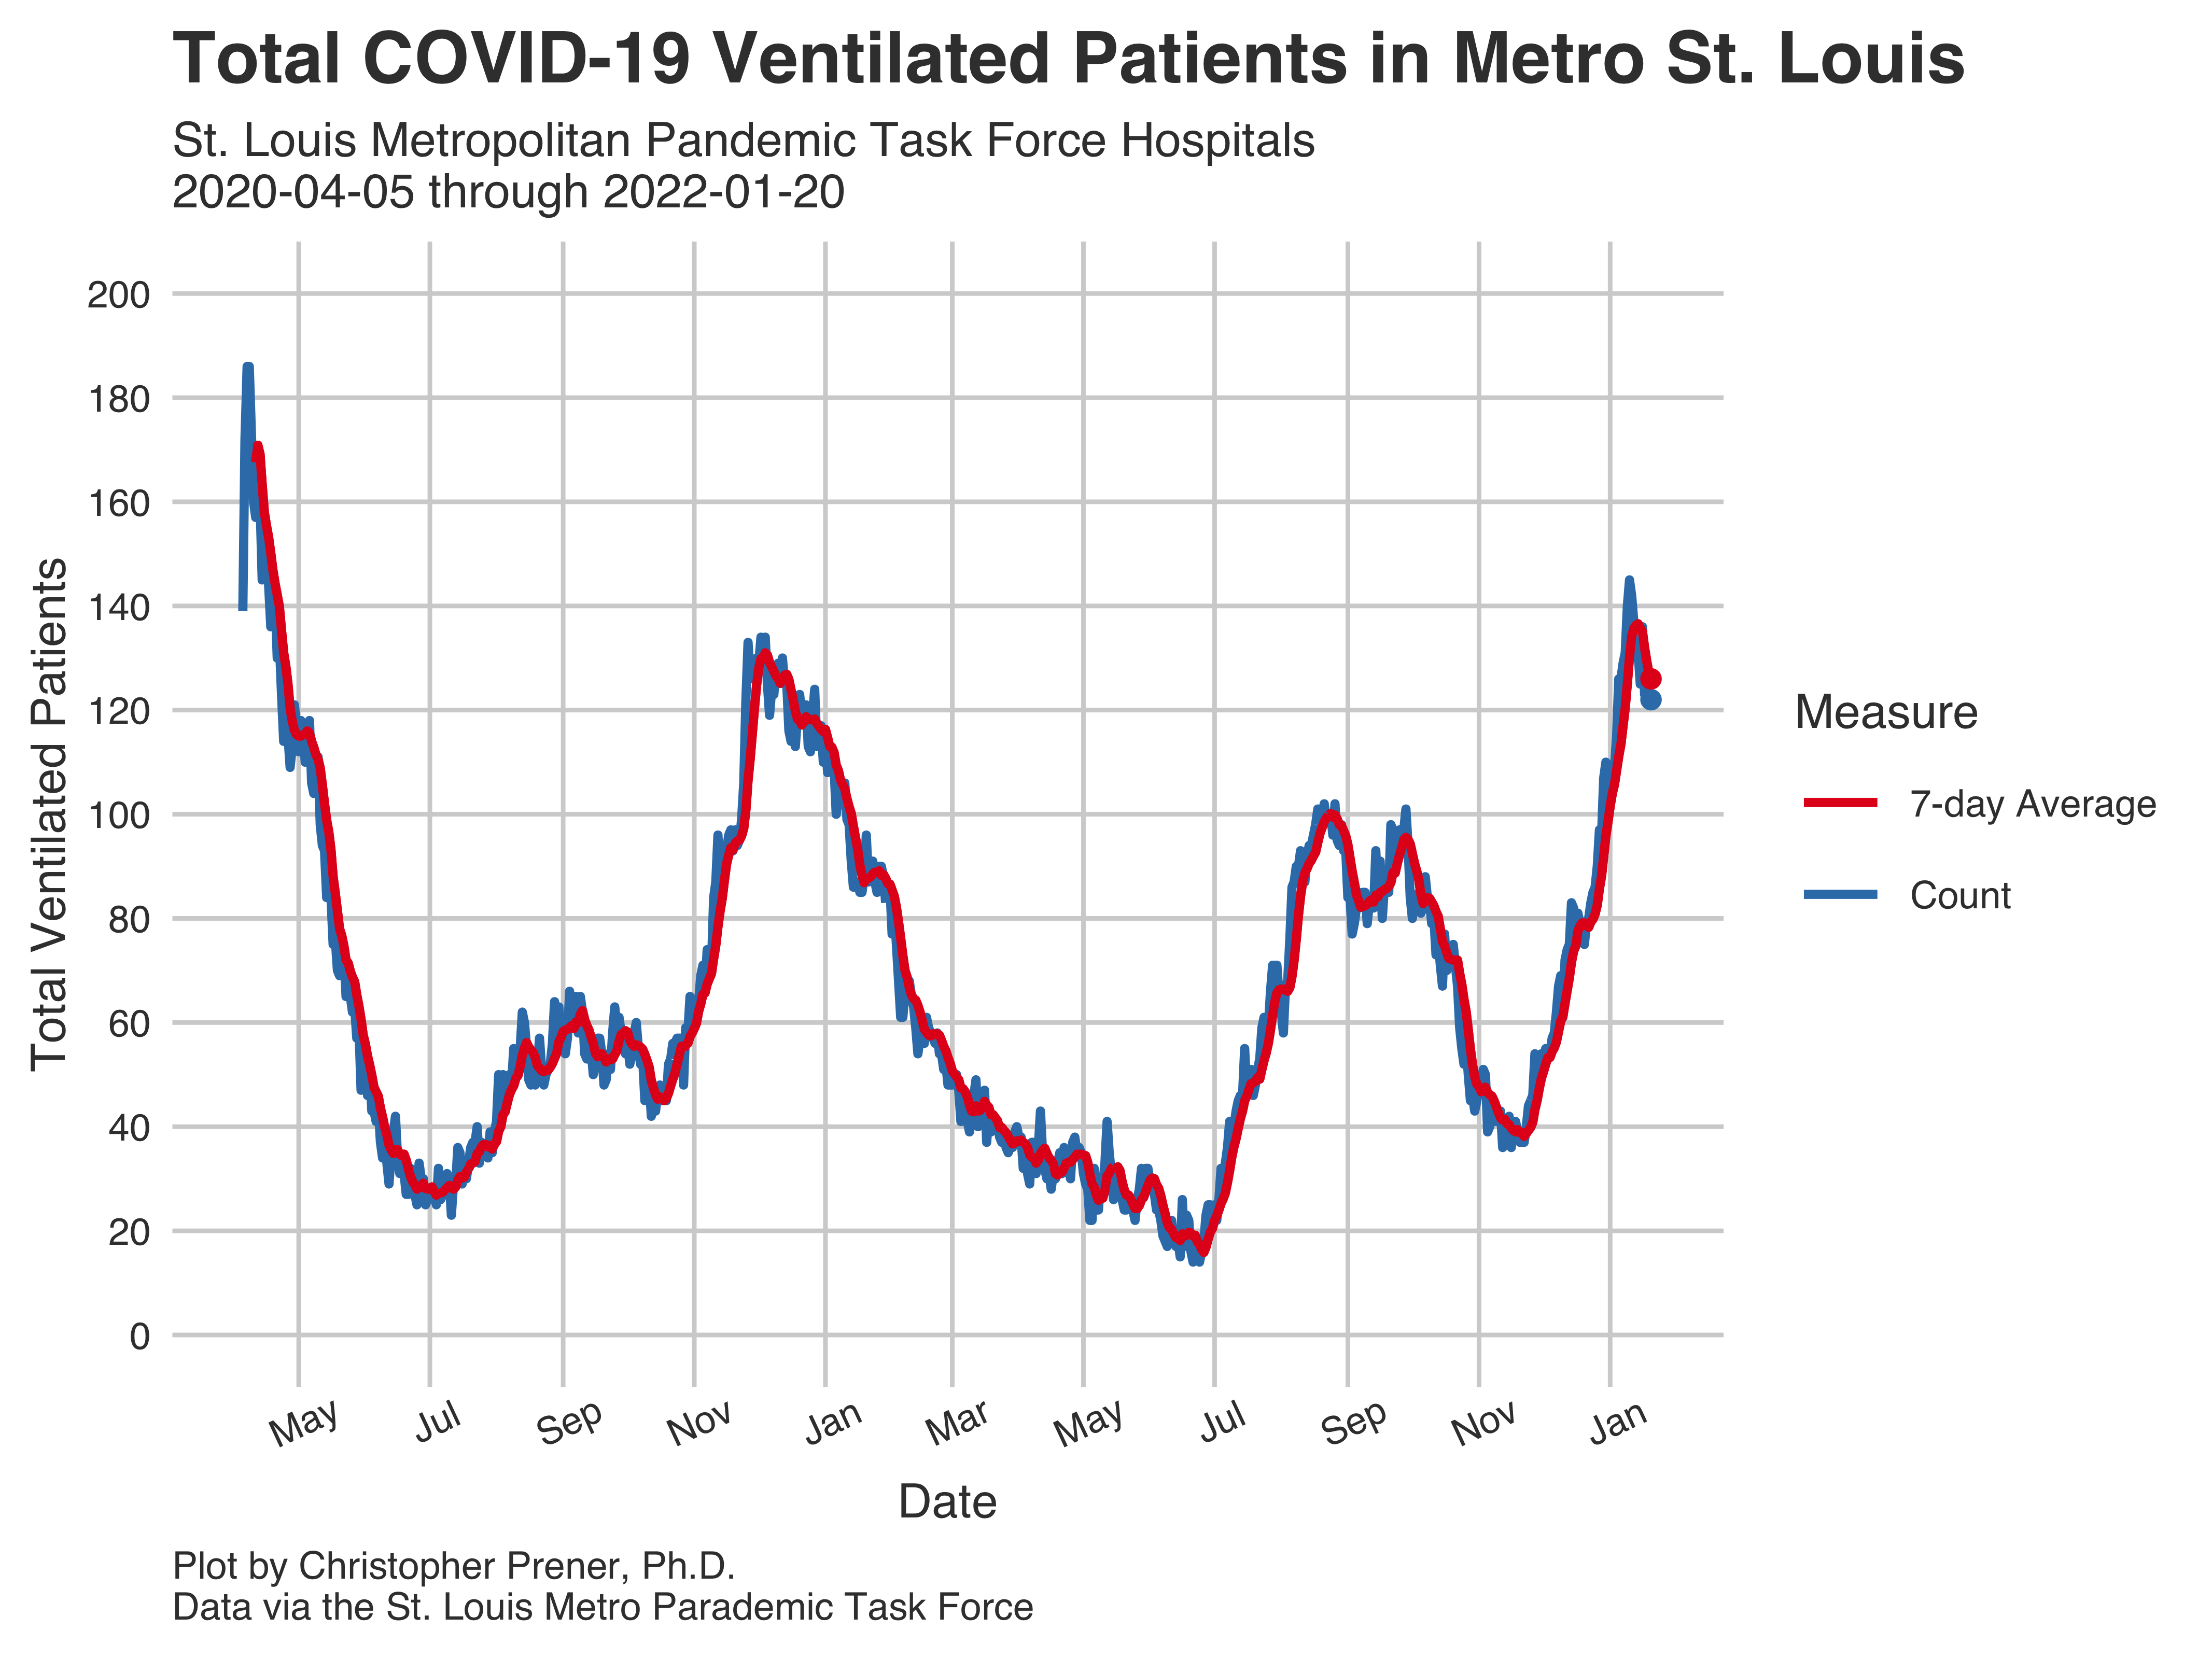 Total COVID-19 Ventilated Patients in Metro St. Louis
St. Louis Metropolitan Pandemic Task Force Hospitals
2020-04-05 through 2022-01-20
Total Ventilated Patients
200
180
160
140
120
100
80
60
40
20
0
May
Jul
Sep
Nov
Jan
Mar
May
Jul
Sep
Nov
Jan
Date
Measure
7-day Average
Count
Plot by Christopher Prener, Ph.D.
Data via the St. Louis Metro Parademic Task Force